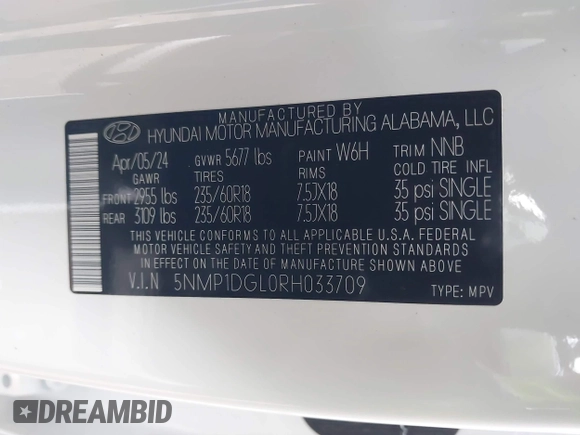 MANUFACTURED BY
HYUNDAI MOTOR MANUFACTURING ALABAMA, LLC
Apr/05/24 GVWR 5677 lbs PAINT W6H TRIM NNB
GAWR TIRES RIMS COLD TIRE INFL
FRONT 2955 lbs 235/60R18 7.5JX18 35 psi SINGLE
REAR 3109 lbs 235/60R18 7.5JX18 35 psi SINGLE
THIS VEHICLE CONFORMS TO ALL APPLICABLE U.S.A. FEDERAL
MOTOR VEHICLE SAFETY AND THEFT PREVENTION STANDARDS
IN EFFECT ON THE DATE OF MANUFACTURE SHOWN ABOVE
V.I.N 5NMP1DGL0RH033709 TYPE: MPV
DREAMBID